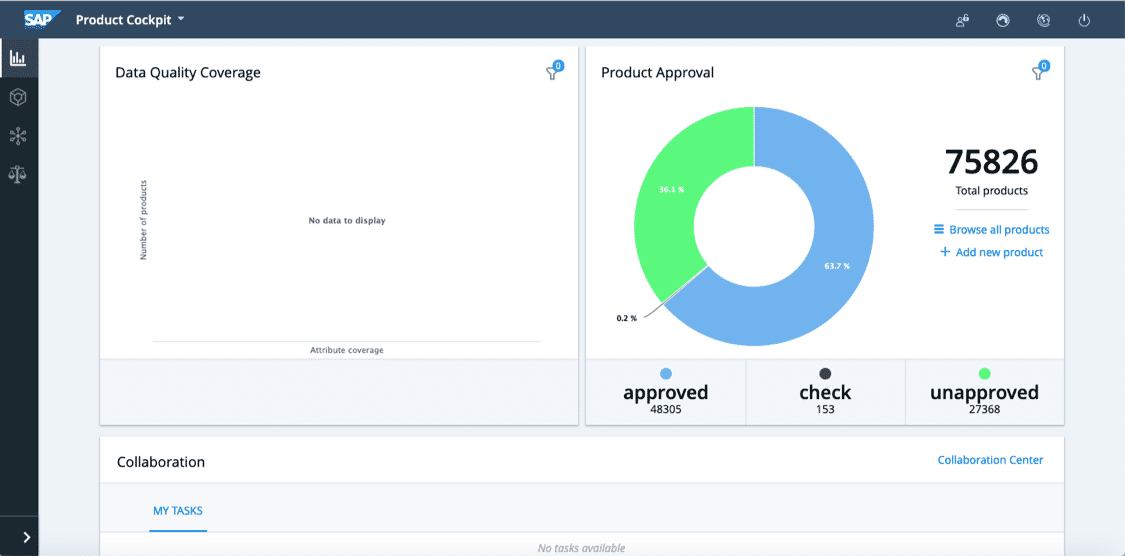 SAP Product Cockpit
Data Quality Coverage
0
Number of products
No data to display
Attribute coverage
Product Approval
0
36.1 %
63.7 %
0.2 %
75826
Total products
Browse all products
+ Add new product
approved
48305
check
153
unapproved
27368
Collaboration
Collaboration Center
MY TASKS
No tasks available